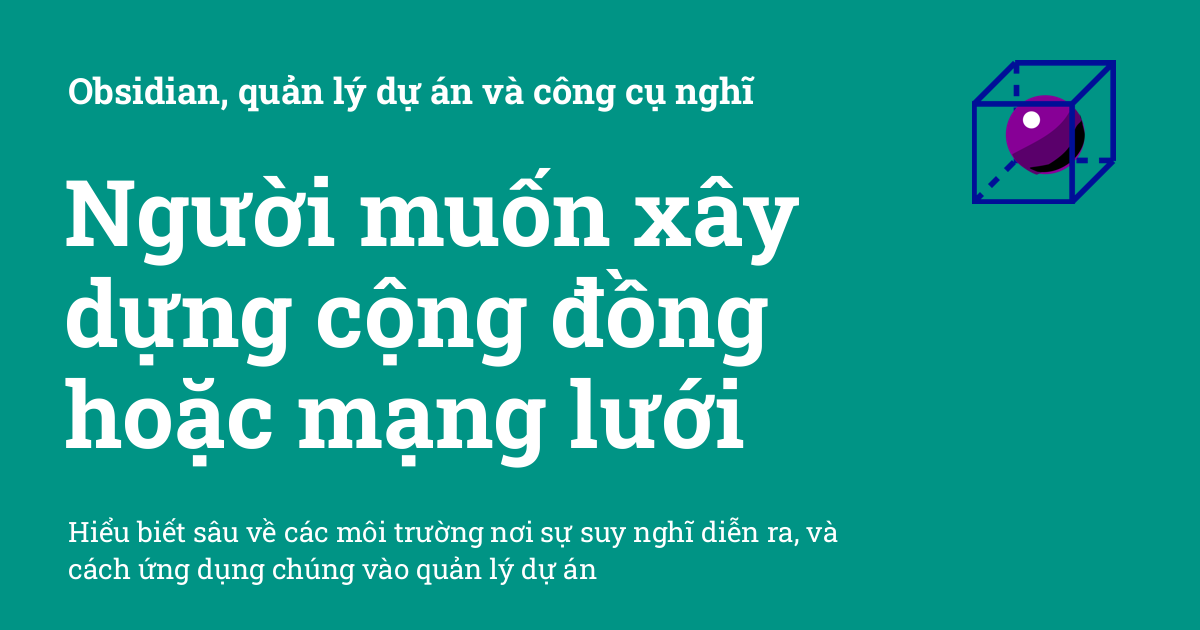 Obsidian, quản lý dự án và công cụ nghĩ
Người muốn xây
dựng cộng đồng
hoặc mạng lưới
Hiểu biết sâu về các môi trường nơi sự suy nghĩ diễn ra, và
cách ứng dụng chúng vào quản lý dự án